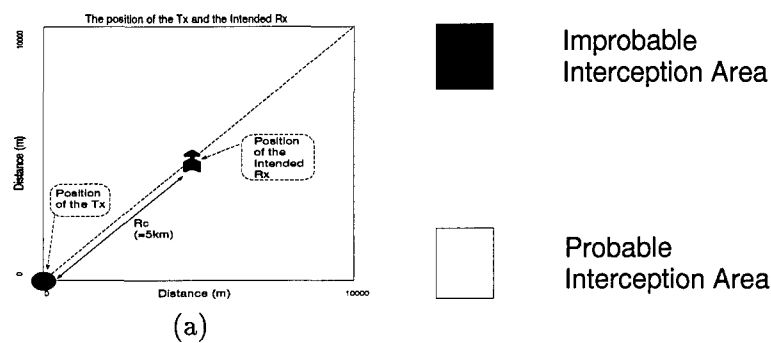 The position of the Tx and the Intended Rx
10000
Distance (m)
0
Position
of the
Intended
Rx
Position
of the Tx
Rc
(=5km)
0
Distance (m)
10000
(a)
Improbable
Interception Area
Probable
Interception Area